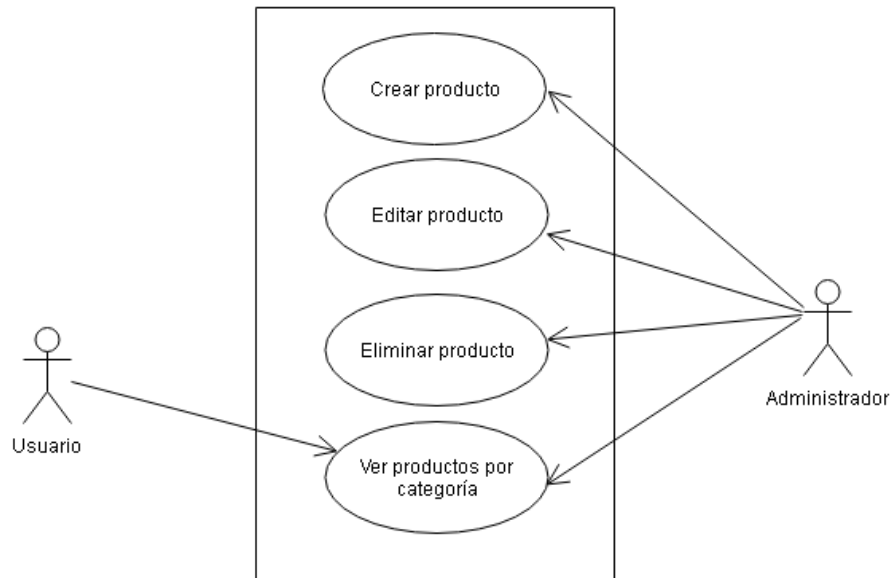 Crear producto
Editar producto
Eliminar producto
Administrador
Usuario
Ver productos por
categoría